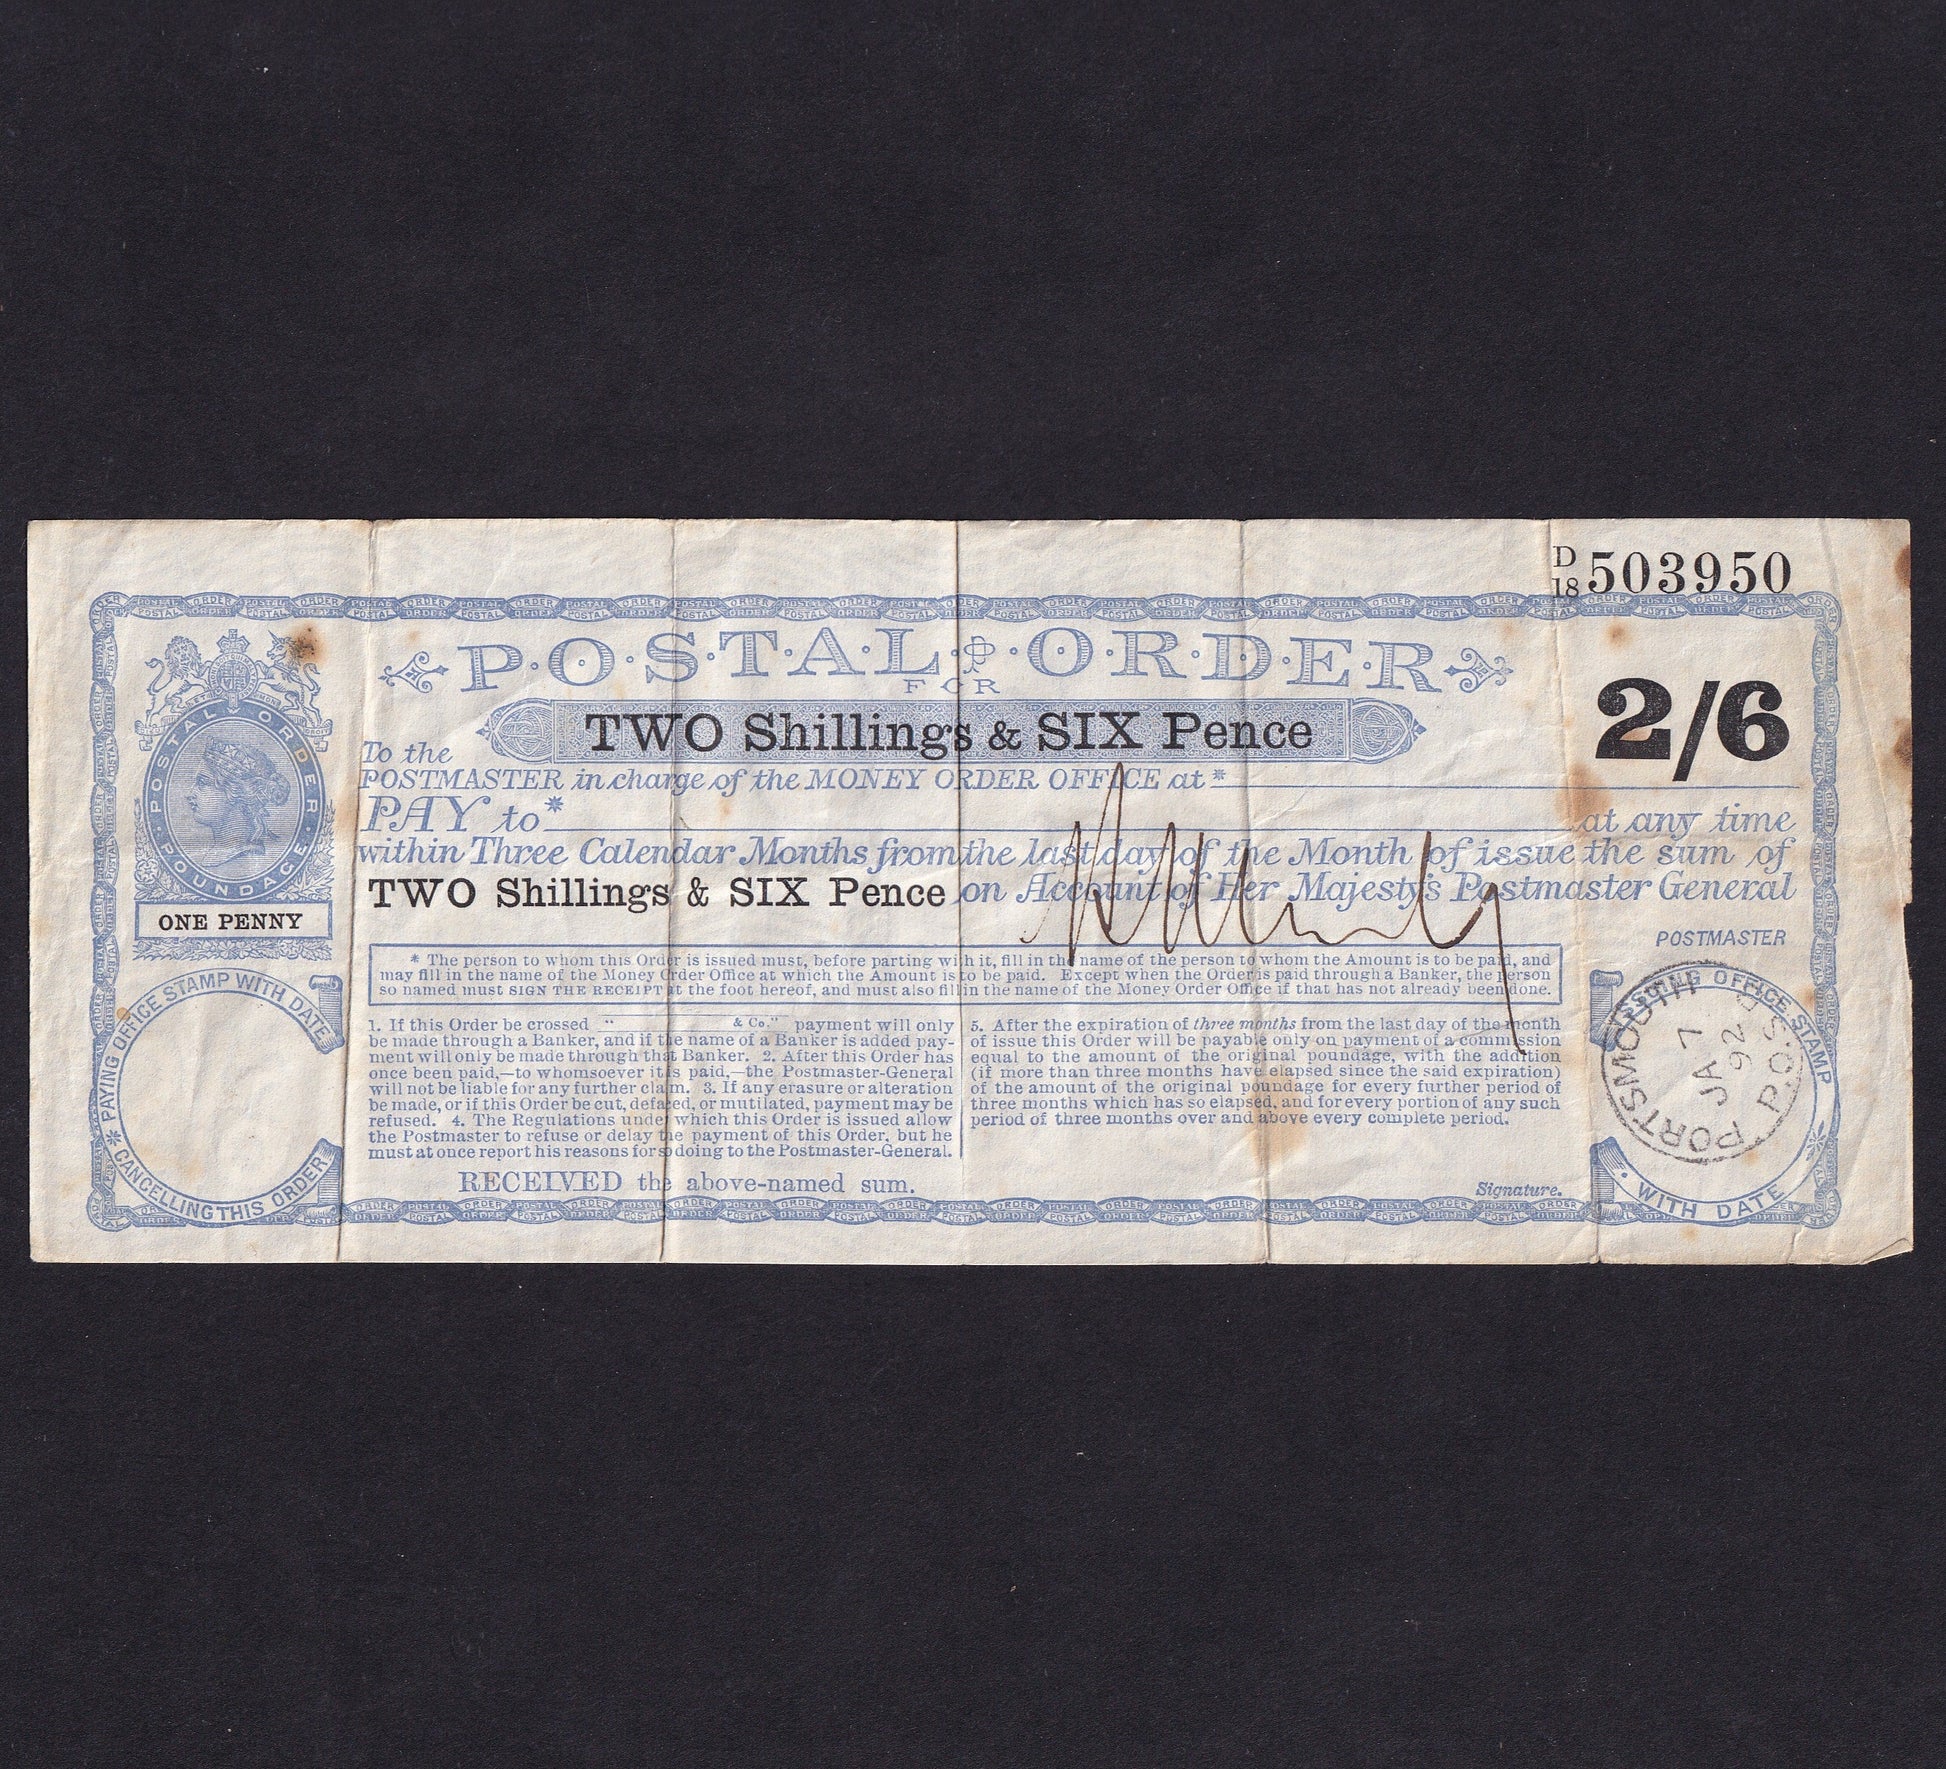 D
18 503950
POSTAL ORDER
FOR
TWO Shillings & SIX Pence
2/6
POSTAL ORDER
POUNDAGE
ONE PENNY
To the
POSTMASTER in charge of the MONEY ORDER OFFICE at *
PAY to * at any time
within Three Calendar Months from the last day of the Month of issue the sum of
TWO Shillings & SIX Pence on Account of Her Majesty's Postmaster General
POSTMASTER
* The person to whom this Order is issued must, before parting with it, fill in the name of the person to whom the Amount is to be paid, and
may fill in the name of the Money Order Office at which the Amount is to be paid. Except when the Order is paid through a Banker, the person
so named must SIGN THE RECEIPT at the foot hereof, and must also fill in the name of the Money Order Office if that has not already been done.
1. If this Order be crossed " & Co." payment will only
be made through a Banker, and if the name of a Banker is added pay-
ment will only be made through that Banker. 2. After this Order has
once been paid,—to whomsoever it is paid,—the Postmaster-General
will not be liable for any further claim. 3. If any erasure or alteration
be made, or if this Order be cut, defaced, or mutilated, payment may be
refused. 4. The Regulations under which this Order is issued allow
the Postmaster to refuse or delay the payment of this Order, but he
must at once report his reasons for so doing to the Postmaster-General.
5. After the expiration of three months from the last day of the month
of issue this Order will be payable only on payment of a commission
equal to the amount of the original poundage, with the addition
(if more than three months have elapsed since the said expiration)
of the amount of the original poundage for every further period of
three months which has so elapsed, and for every portion of any such
period of three months over and above every complete period.
RECEIVED the above-named sum.
Signature.
* PAYING OFFICE STAMP WITH DATE
CANCELLING THIS ORDER
ISSUING OFFICE STAMP
WITH DATE
PORTSMOUTH
JA 7
92
P.O.S.